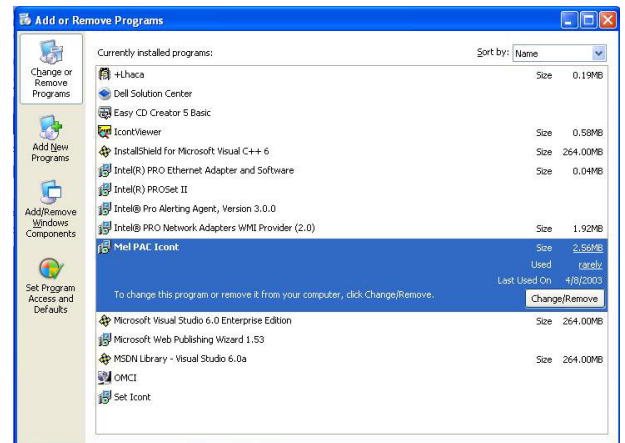 Add or Remove Programs
Change or
Remove
Programs
Add New
Programs
Add/Remove
Windows
Components
Set Program
Access and
Defaults
Currently installed programs:
Sort by: Name
+Lhaca Size 0.19MB
Dell Solution Center
Easy CD Creator 5 Basic
IcontViewer Size 0.58MB
InstallShield for Microsoft Visual C++ 6 Size 264.00MB
Intel(R) PRO Ethernet Adapter and Software Size 0.04MB
Intel(R) PROSet II
Intel® Pro Alerting Agent, Version 3.0.0
Intel® PRO Network Adapters WMI Provider (2.0) Size 1.92MB
Mel PAC Icont Size 2.56MB
Used rarely
Last Used On 4/8/2003
To change this program or remove it from your computer, click Change/Remove. Change/Remove
Microsoft Visual Studio 6.0 Enterprise Edition Size 264.00MB
Microsoft Web Publishing Wizard 1.53
MSDN Library - Visual Studio 6.0a Size 264.00MB
OMCI
Set Icont